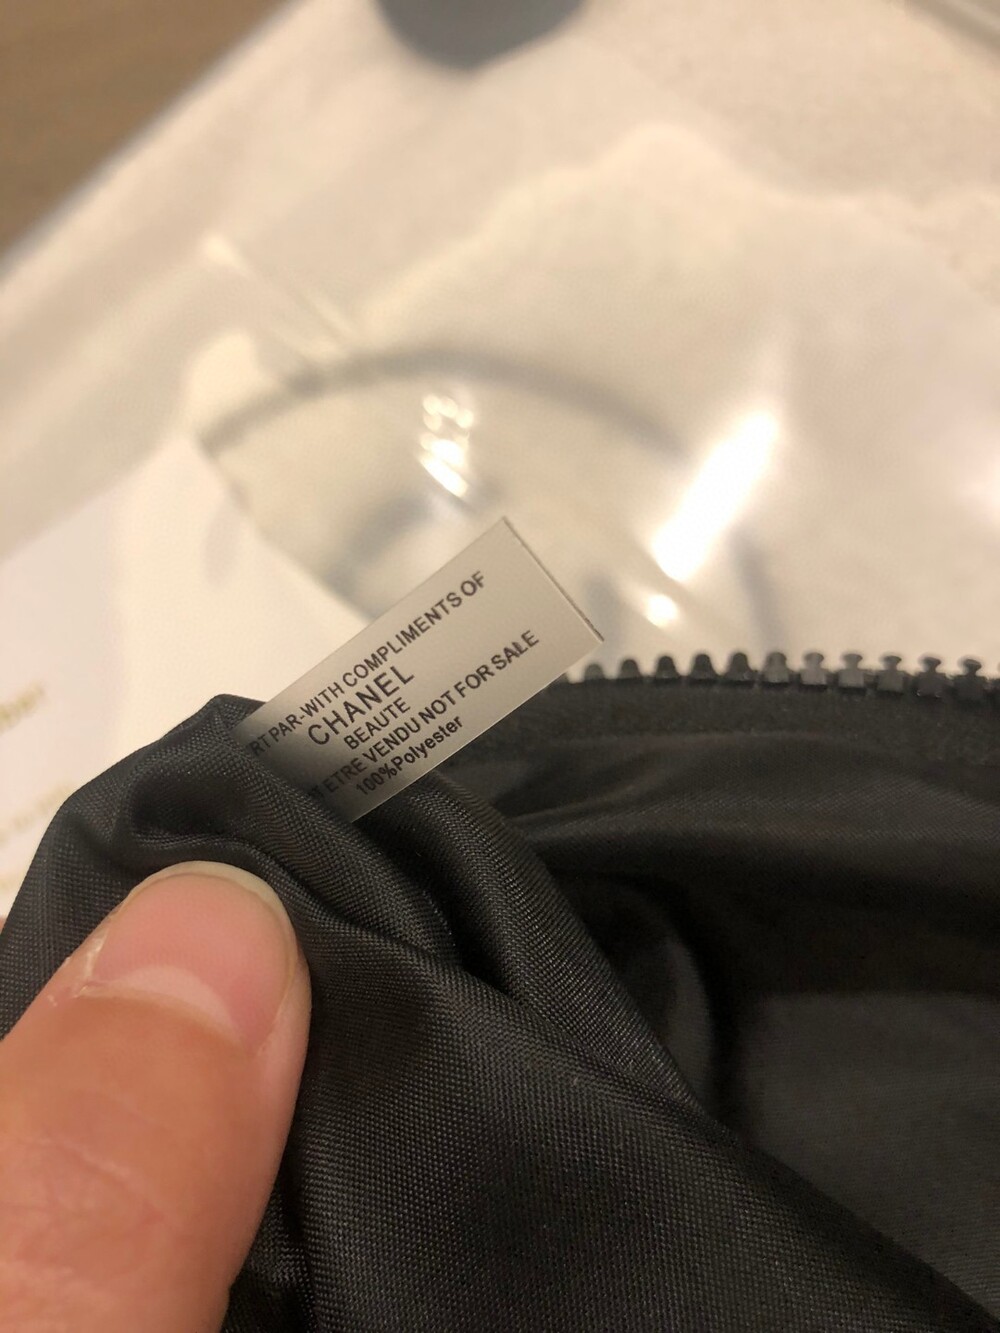 RT PAR-WITH COMPLIMENTS OF
CHANEL
BEAUTE
ETRE VENDU NOT FOR SALE
100%Polyester